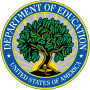 DEPARTMENT OF EDUCATION
UNITED STATES OF AMERICA